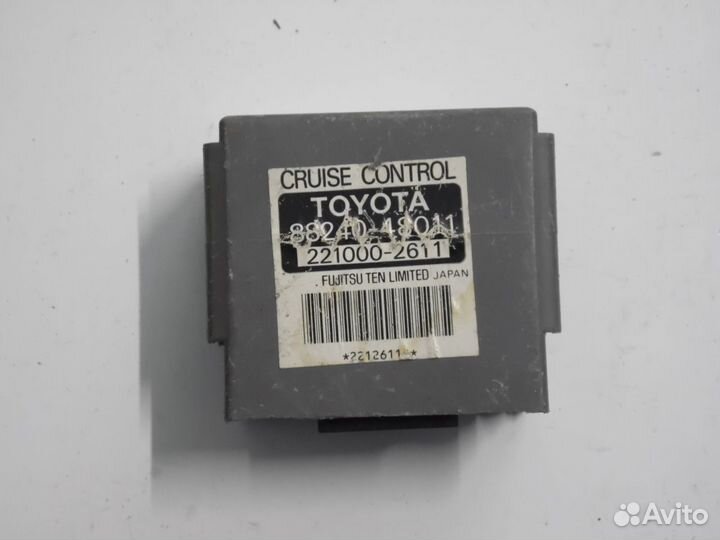 CRUISE CONTROL
TOYOTA
88240-48011
221000-2611
FUJITSU TEN LIMITED JAPAN
*2212611*
Avito